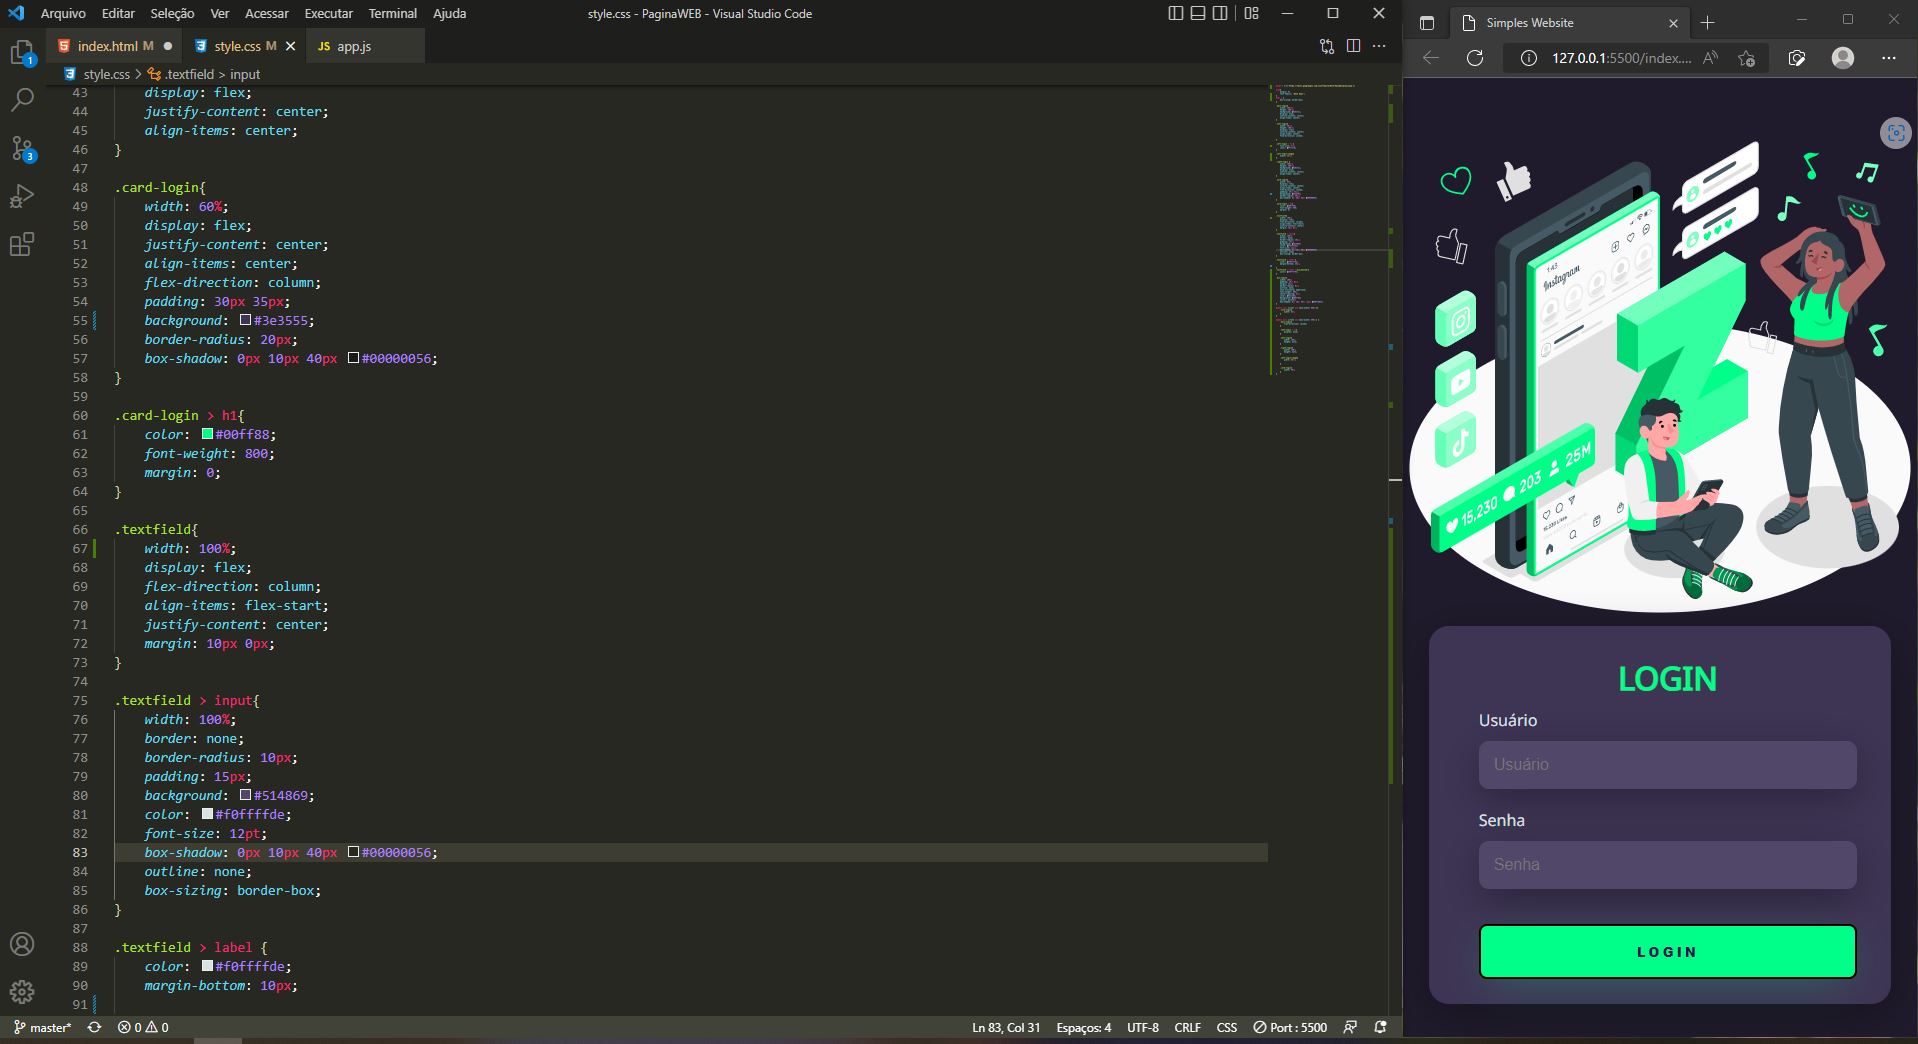 Arquivo Editar Seleção Ver Acessar Executar Terminal Ajuda
style.css - PaginaWEB - Visual Studio Code
index.html M
style.css M
JS app.js
style.css > .textfield > input
43 display: flex;
44 justify-content: center;
45 align-items: center;
46 }
47
48 .card-login{
49 width: 60%;
50 display: flex;
51 justify-content: center;
52 align-items: center;
53 flex-direction: column;
54 padding: 30px 35px;
55 background: #3e3555;
56 border-radius: 20px;
57 box-shadow: 0px 10px 40px #00000056;
58 }
59
60 .card-login > h1{
61 color: #00ff88;
62 font-weight: 800;
63 margin: 0;
64 }
65
66 .textfield{
67 width: 100%;
68 display: flex;
69 flex-direction: column;
70 align-items: flex-start;
71 justify-content: center;
72 margin: 10px 0px;
73 }
74
75 .textfield > input{
76 width: 100%;
77 border: none;
78 border-radius: 10px;
79 padding: 15px;
80 background: #514869;
81 color: #f0ffffde;
82 font-size: 12pt;
83 box-shadow: 0px 10px 40px #00000056;
84 outline: none;
85 box-sizing: border-box;
86 }
87
88 .textfield > label {
89 color: #f0ffffde;
90 margin-bottom: 10px;
91
1
3
master*
0 0
Ln 83, Col 31
Espaços: 4
UTF-8
CRLF
CSS
Port : 5500
Simples Website
127.0.0.1:5500/index....
1:43
Instagram
Z
15,230 203 25M
LOGIN
Usuário
Usuário
Senha
Senha
LOGIN